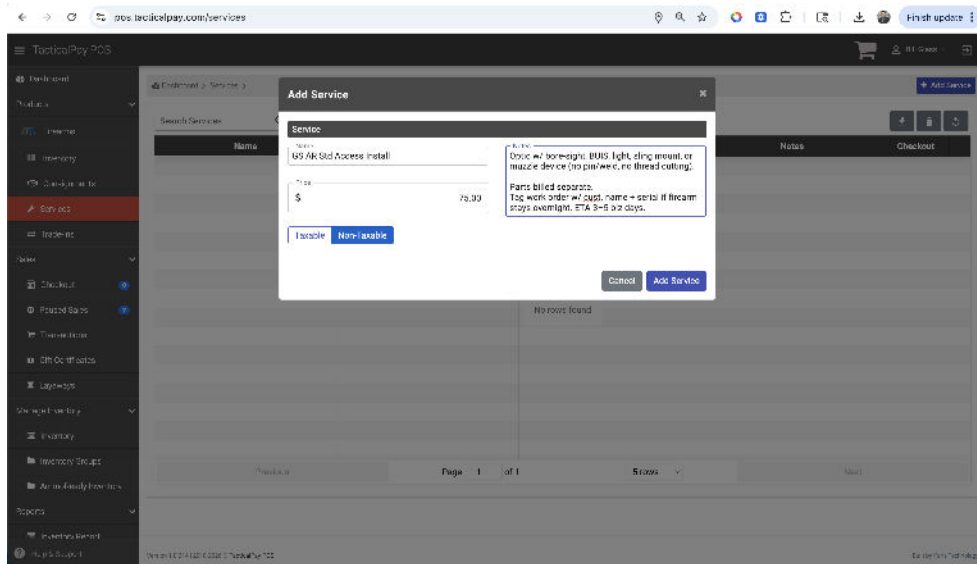 pos.tacticalpay.com/services
Finish update
TacticalPay POS
Dashboard
Dashboard > Services >
+ Add Service
Products
Search Services
Firearms
Name
Notes
Checkout
Inventory
Consignments
Services
Trade-Ins
Add Service
×
Service
Name
GS AR Std Access Install
Price
$
75.00
Taxable
Non-Taxable
Notes
Optic w/ bore-sight, BUIS, light, sling mount, or
muzzle device (no pin/weld, no thread cutting).
Parts billed separate.
Tag work order w/ cust. name + serial if firearm
stays overnight. ETA 3–5 biz days.
Cancel
Add Service
Sales
Checkout
Paused Sales
Transactions
Gift Certificates
Layaways
No rows found
Manage Inventory
Inventory
Inventory Groups
Previous
Page
1
of 1
5 rows
Next
Reports
Inventory Record
Help & Support